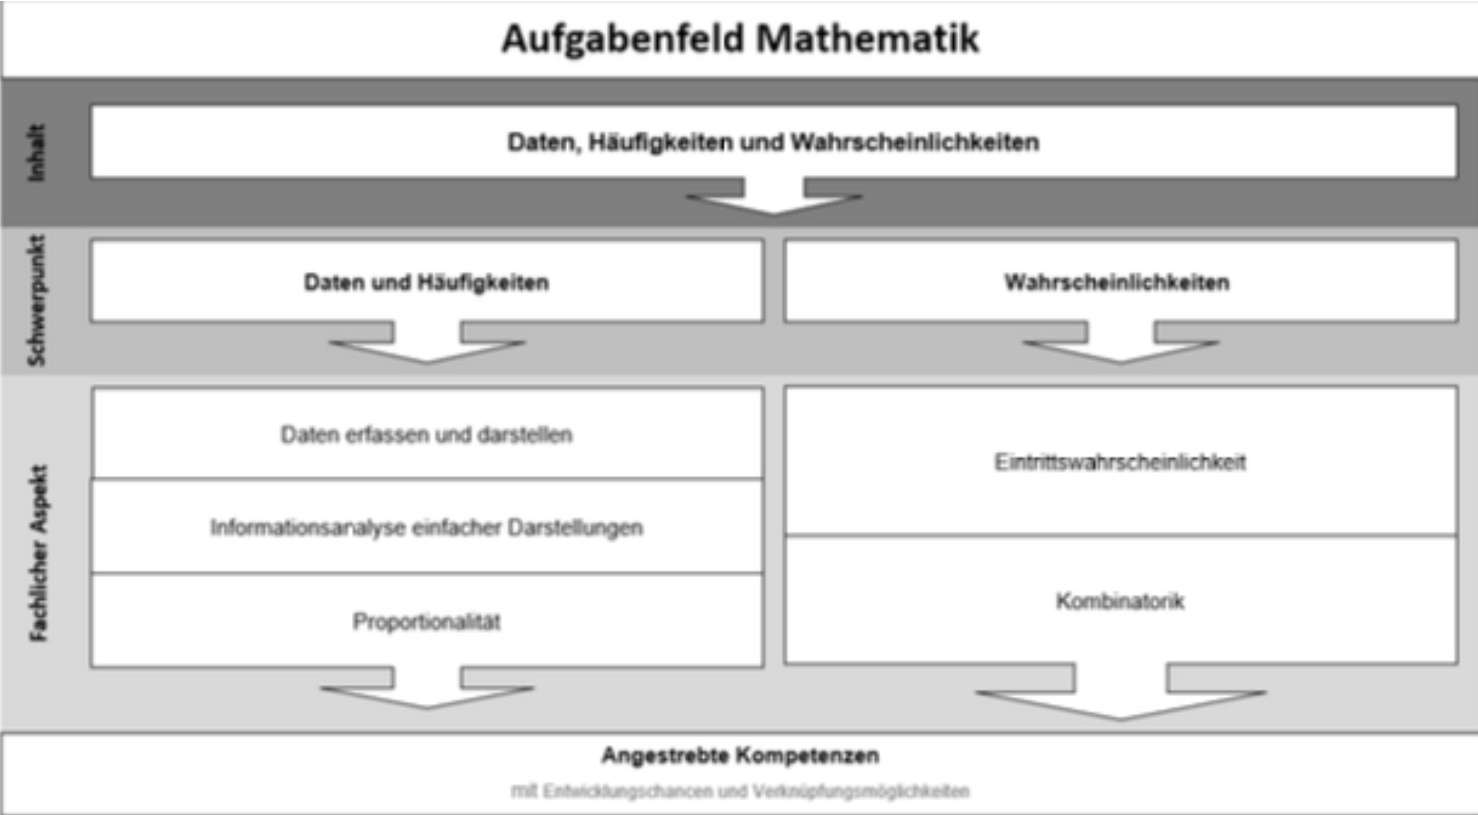 Aufgabenfeld Mathematik
Inhalt
Daten, Häufigkeiten und Wahrscheinlichkeiten
Schwerpunkt
Daten und Häufigkeiten
Wahrscheinlichkeiten
Fachlicher Aspekt
Daten erfassen und darstellen
Informationsanalyse einfacher Darstellungen
Proportionalität
Eintrittswahrscheinlichkeit
Kombinatorik
Angestrebte Kompetenzen
mit Entwicklungschancen und Verknüpfungsmöglichkeiten